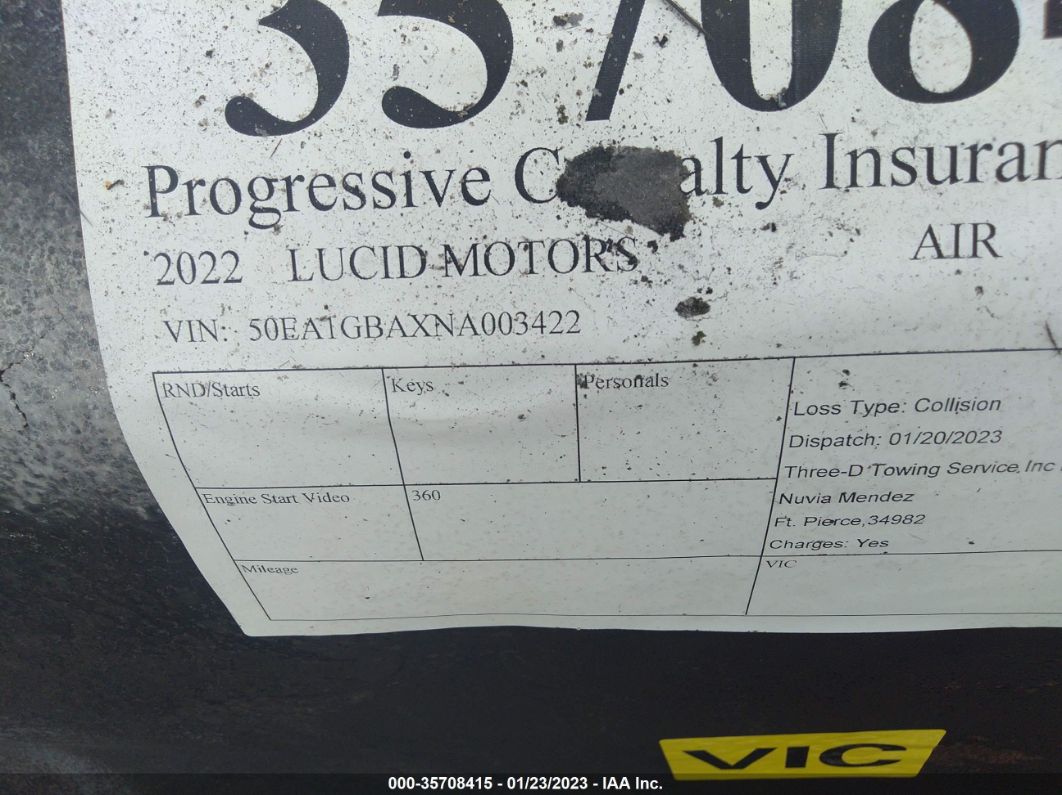 35708
Progressive C alty Insuran
2022 LUCID MOTORS AIR
VIN: 50EA1GBAXNA003422
RND/Starts Keys Personals
Loss Type: Collision
Dispatch: 01/20/2023
Three-D Towing Service, Inc
Engine Start Video 360
Nuvia Mendez
Ft. Pierce,34982
Charges: Yes
Mileage VIC
VIC
000-35708415 - 01/23/2023 - IAA Inc.